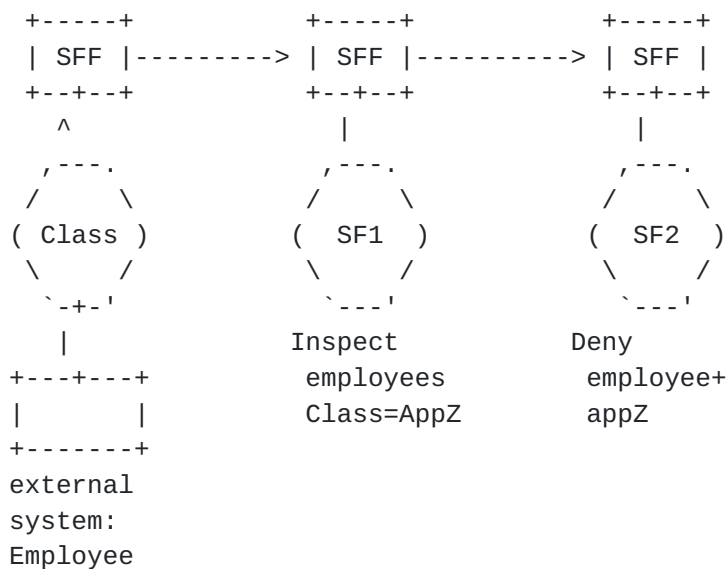 +-----+ +-----+ +-----+
| SFF |---------> | SFF |----------> | SFF |
+--+--+ +--+--+ +--+--+
^ | |
,---. ,---. ,---.
/ \ / \ / \
( Class ) ( SF1 ) ( SF2 )
\ / \ / \ /
`-+-' `---' `---'
| Inspect Deny
+---+---+ employees employee+
| | Class=AppZ appZ
+-------+
external
system:
Employee